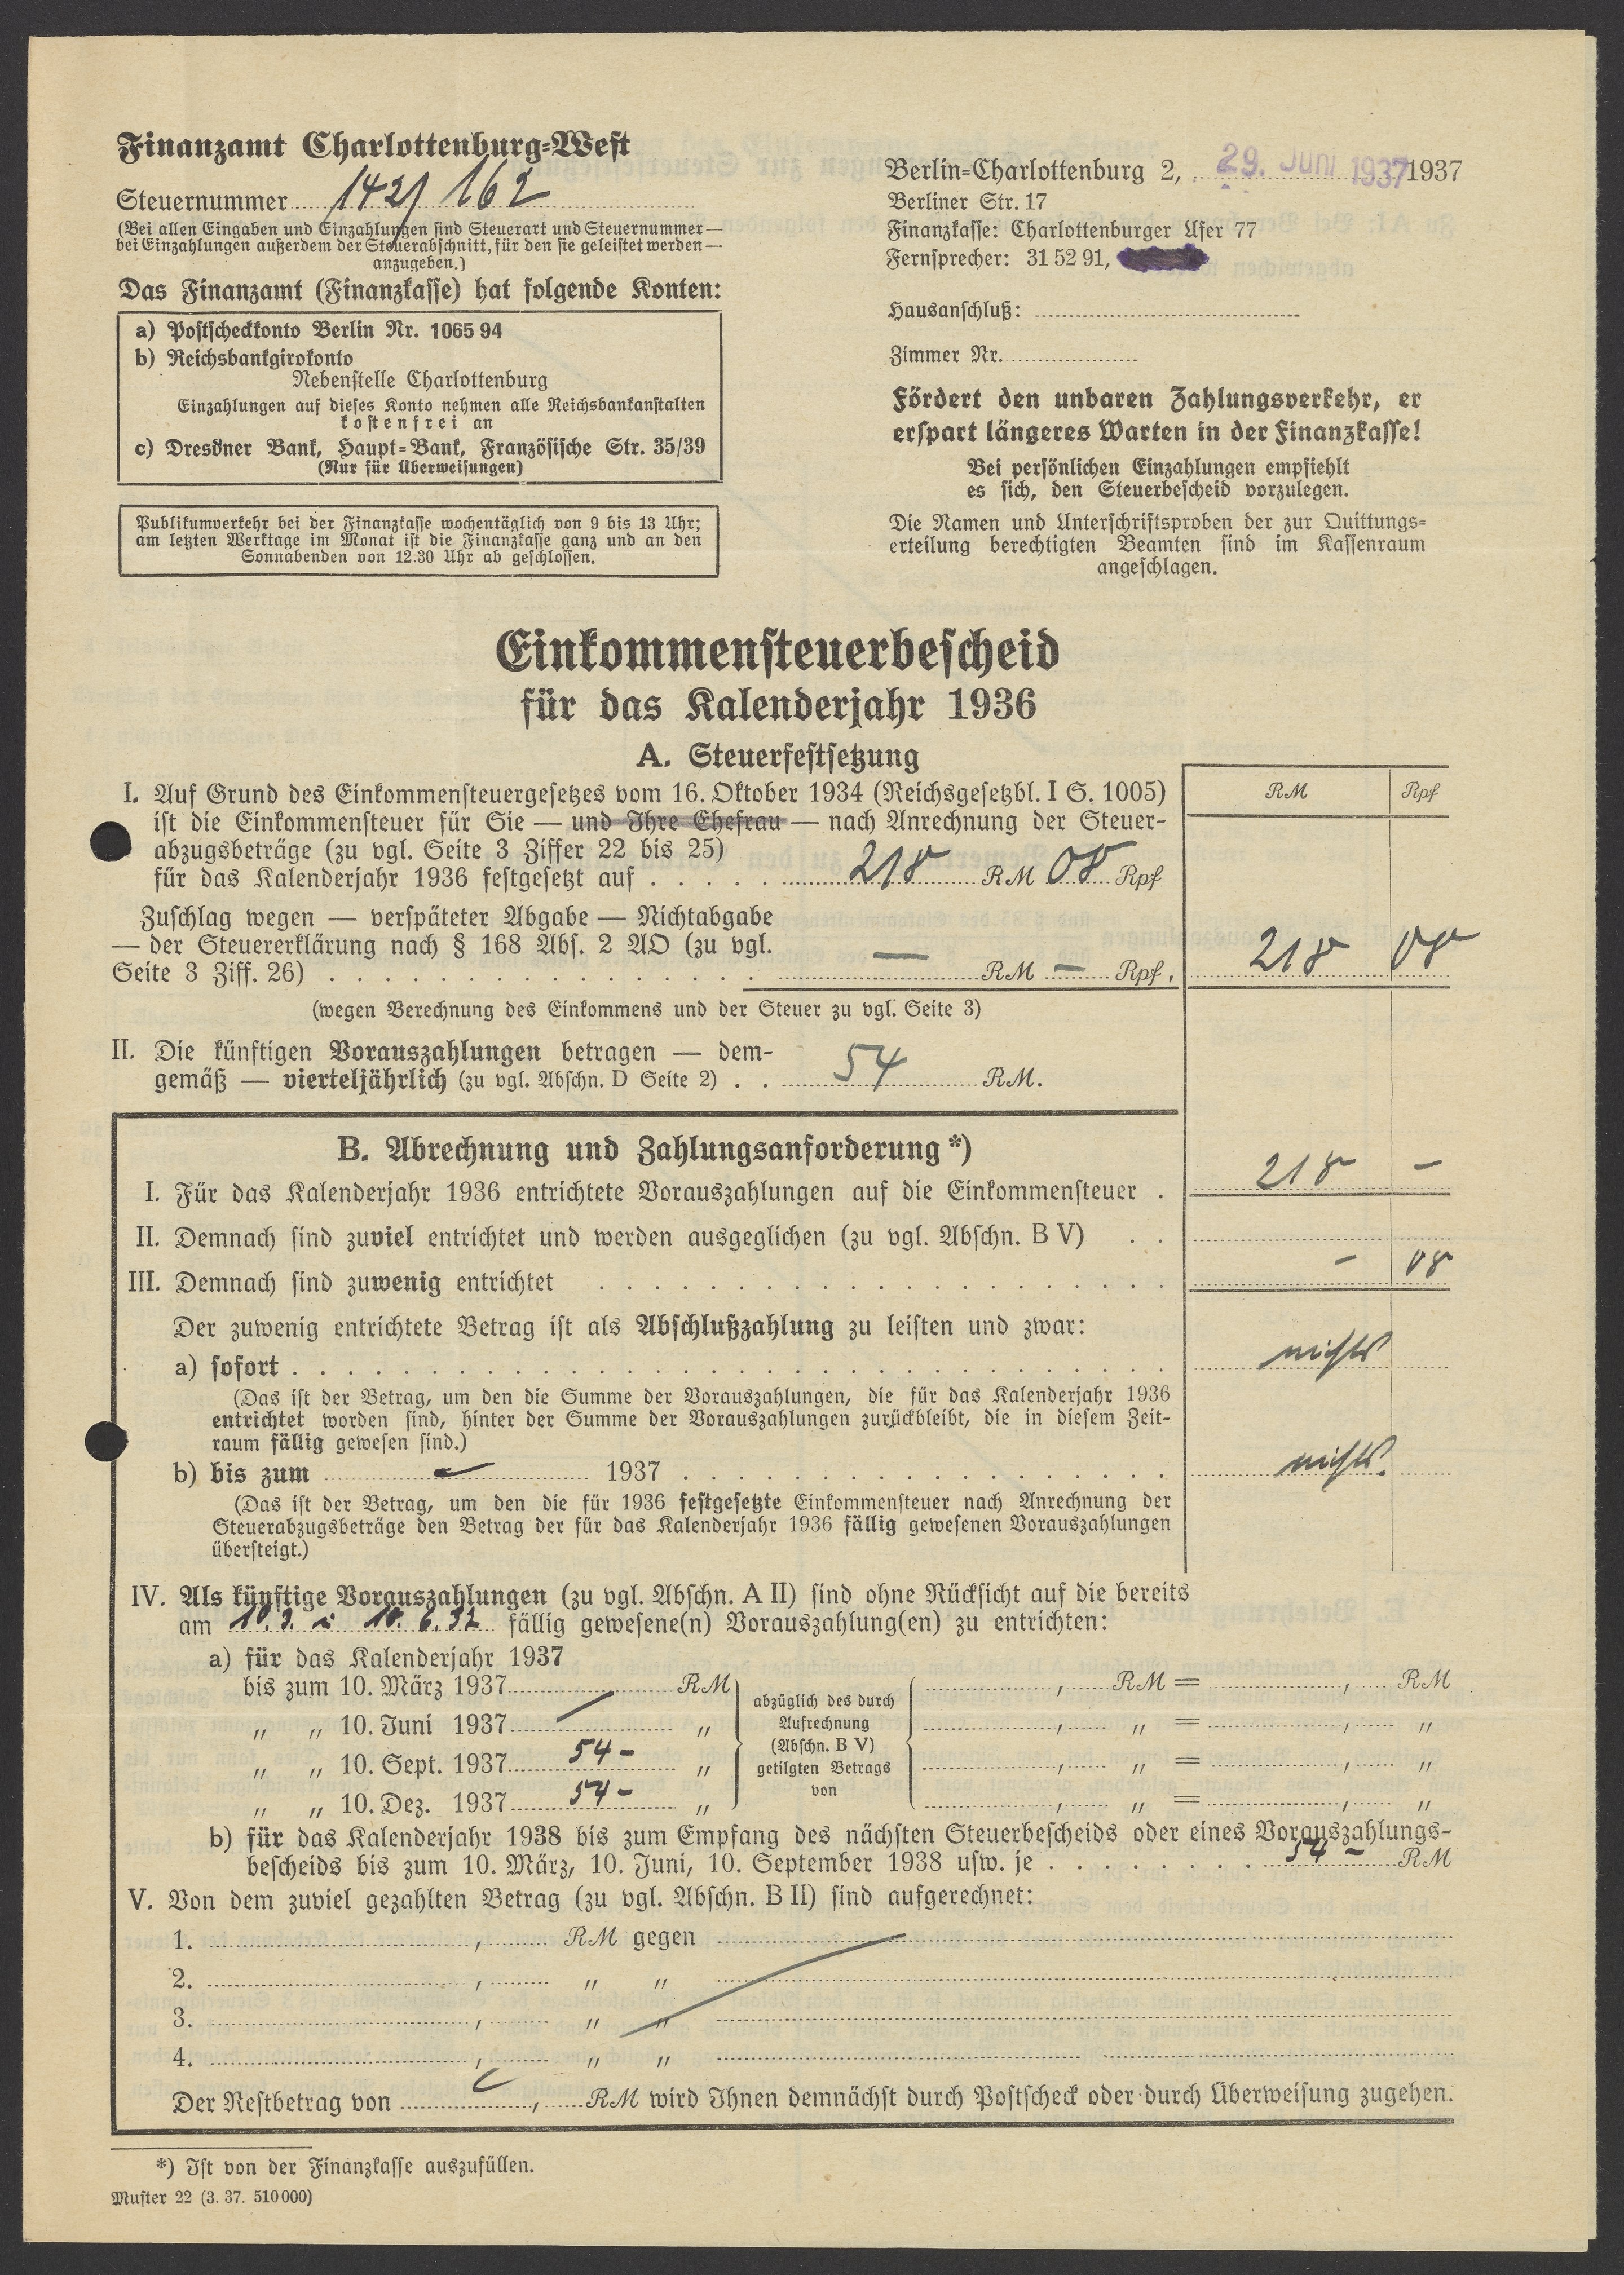 Finanzamt Charlottenburg-West
Steuernummer 142/162
(Bei allen Eingaben und Einzahlungen sind Steuerart und Steuernummer —
bei Einzahlungen außerdem der Steuerabschnitt, für den sie geleistet werden —
anzugeben.)
Das Finanzamt (Finanzkasse) hat folgende Konten:
a) Postscheckkonto Berlin Nr. 1065 94
b) Reichsbankgirokonto
Nebenstelle Charlottenburg
Einzahlungen auf dieses Konto nehmen alle Reichsbankanstalten
kostenfrei an
c) Dresdner Bank, Haupt-Bank, Französische Str. 35/39
(Nur für Überweisungen)
Publikumverkehr bei der Finanzkasse wochentäglich von 9 bis 13 Uhr;
am letzten Werktage im Monat ist die Finanzkasse ganz und an den
Sonnabenden von 12.30 Uhr ab geschlossen.
Berlin-Charlottenburg 2, 29. Juni 1937 1937
Berliner Str. 17
Finanzkasse: Charlottenburger Ufer 77
Fernsprecher: 31 52 91,
Hausanschluß:
Zimmer Nr.
Fördert den unbaren Zahlungsverkehr, er
erspart längeres Warten in der Finanzkasse!
Bei persönlichen Einzahlungen empfiehlt
es sich, den Steuerbescheid vorzulegen.
Die Namen und Unterschriftsproben der zur Quittungs-
erteilung berechtigten Beamten sind im Kassenraum
angeschlagen.
Einkommensteuerbescheid
für das Kalenderjahr 1936
A. Steuerfestsetzung
RM Rpf
I. Auf Grund des Einkommensteuergesetzes vom 16. Oktober 1934 (Reichsgesetzbl. I S. 1005)
ist die Einkommensteuer für Sie — und Ihre Ehefrau — nach Anrechnung der Steuer-
abzugsbeträge (zu vgl. Seite 3 Ziffer 22 bis 25)
für das Kalenderjahr 1936 festgesetzt auf . . . . . 218 RM 08 Rpf
Zuschlag wegen — verspäteter Abgabe — Nichtabgabe
— der Steuererklärung nach § 168 Abs. 2 AO (zu vgl.
Seite 3 Ziff. 26) . . . . . . . . . . . . . . . . — RM — Rpf. 218 08
(wegen Berechnung des Einkommens und der Steuer zu vgl. Seite 3)
II. Die künftigen Vorauszahlungen betragen — dem-
gemäß — vierteljährlich (zu vgl. Abschn. D Seite 2) . . 54 RM.
B. Abrechnung und Zahlungsanforderung *)
I. Für das Kalenderjahr 1936 entrichtete Vorauszahlungen auf die Einkommensteuer . 218 —
II. Demnach sind zuviel entrichtet und werden ausgeglichen (zu vgl. Abschn. B V) . .
III. Demnach sind zuwenig entrichtet . . . . . . . . . . . . . . . . . . . . . — 08
Der zuwenig entrichtete Betrag ist als Abschlußzahlung zu leisten und zwar:
a) sofort . . . . . . . . . . . . . . . . . . . . . . . . . . . . . . . . nichts
(Das ist der Betrag, um den die Summe der Vorauszahlungen, die für das Kalenderjahr 1936
entrichtet worden sind, hinter der Summe der Vorauszahlungen zurückbleibt, die in diesem Zeit-
raum fällig gewesen sind.)
b) bis zum — 1937 . . . . . . . . . . . . . . . . . . nichts.
(Das ist der Betrag, um den die für 1936 festgesetzte Einkommensteuer nach Anrechnung der
Steuerabzugsbeträge den Betrag der für das Kalenderjahr 1936 fällig gewesenen Vorauszahlungen
übersteigt.)
IV. Als künftige Vorauszahlungen (zu vgl. Abschn. A II) sind ohne Rücksicht auf die bereits
am 10.3. 10.6.37 fällig gewesene(n) Vorauszahlung(en) zu entrichten:
a) für das Kalenderjahr 1937
bis zum 10. März 1937 RM
" " 10. Juni 1937 "
" " 10. Sept. 1937 54 — "
" " 10. Dez. 1937 54 — "
abzüglich des durch
Aufrechnung
(Abschn. B V)
getilgten Betrags
von
, RM = , RM
, " = , "
, " = , "
, " = , "
b) für das Kalenderjahr 1938 bis zum Empfang des nächsten Steuerbescheids oder eines Vorauszahlungs-
bescheids bis zum 10. März, 10. Juni, 10. September 1938 usw. je . . . . . . . . 54 — RM
V. Von dem zuviel gezahlten Betrag (zu vgl. Abschn. B II) sind aufgerechnet:
1. , RM gegen
2. , " "
3. , " "
4. , " "
Der Restbetrag von , RM wird Ihnen demnächst durch Postscheck oder durch Überweisung zugehen.
*) Ist von der Finanzkasse auszufüllen.
Muster 22 (3. 37. 510 000)